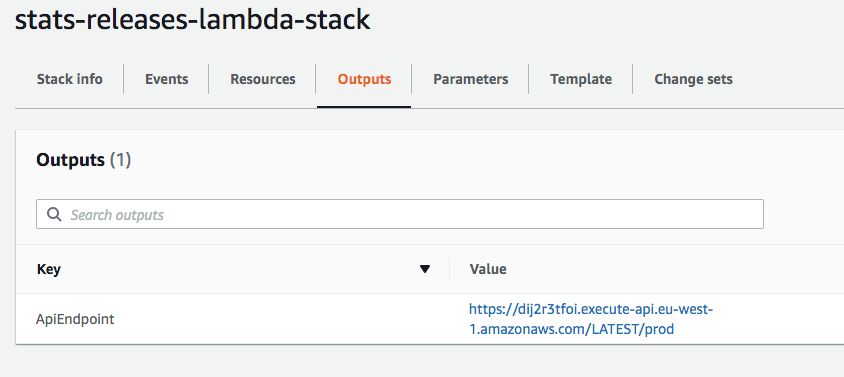 stats-releases-lambda-stack
Stack info Events Resources Outputs Parameters Template Change sets
Outputs (1)
Search outputs
Key Value
ApiEndpoint https://dij2r3tfoi.execute-api.eu-west-
1.amazonaws.com/LATEST/prod